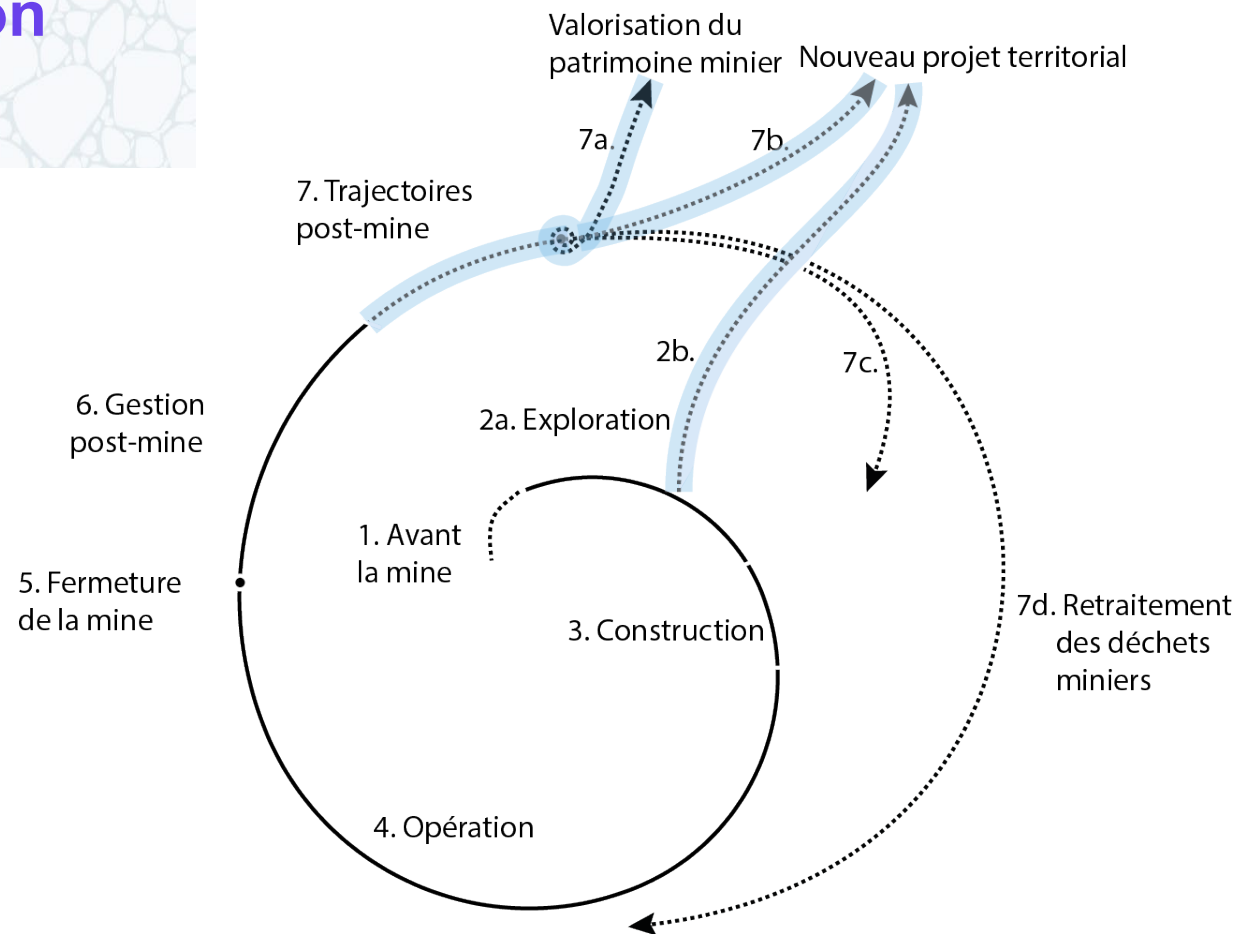 on
Valorisation du
patrimoine minier
Nouveau projet territorial
7a.
7b.
7. Trajectoires
post-mine
2b.
7c.
6. Gestion
post-mine
2a. Exploration
1. Avant
la mine
5. Fermeture
de la mine
3. Construction
7d. Retraitement
des déchets
miniers
4. Opération